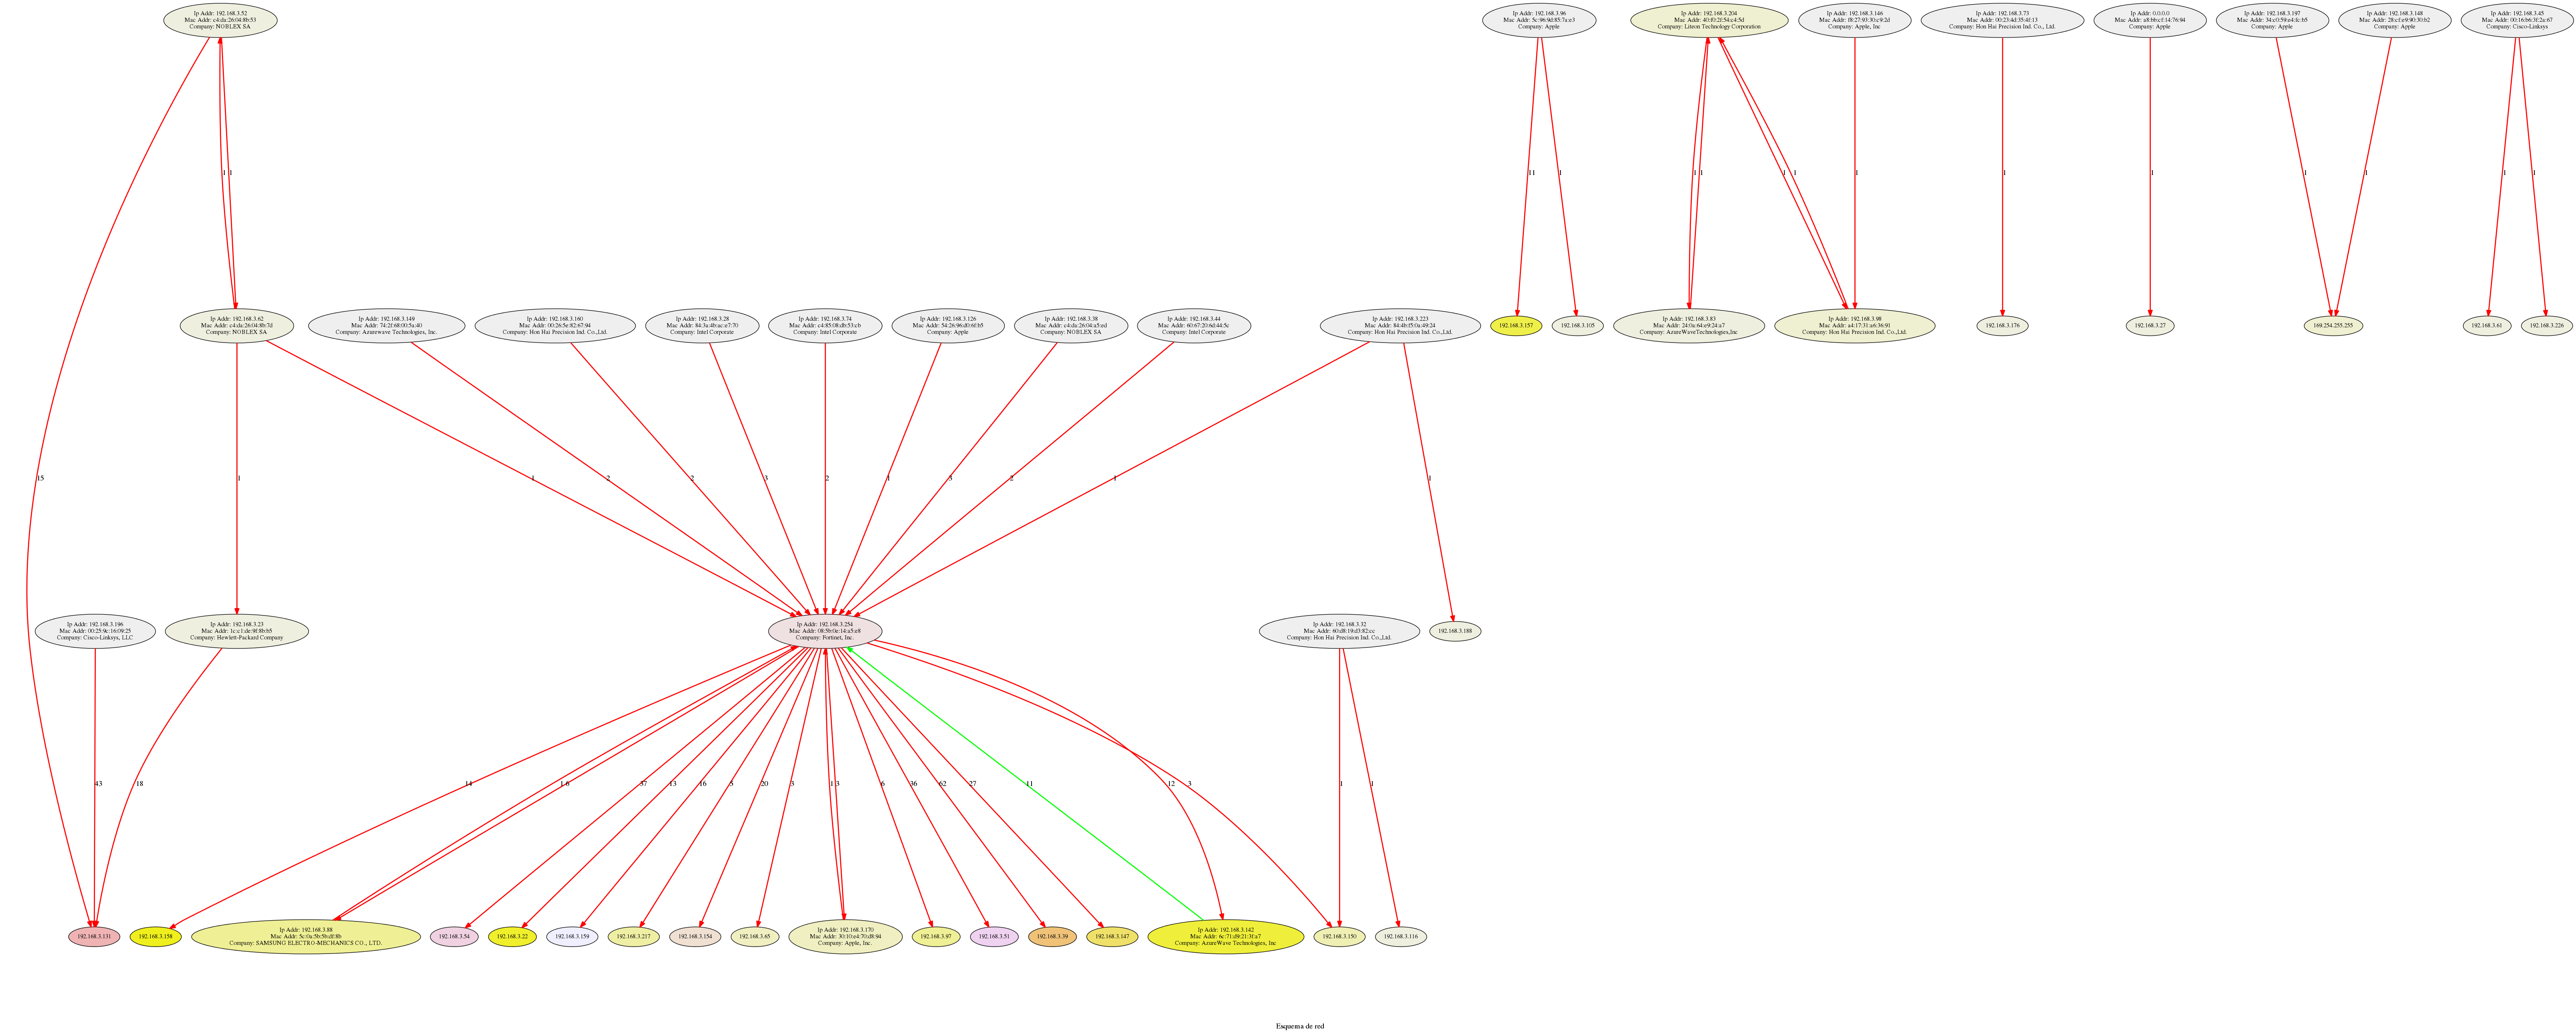 Ip Addr: 192.168.3.52
Mac Addr: c4:da:26:04:8b:53
Company: NOBLEX SA
Ip Addr: 192.168.3.96
Mac Addr: 5c:96:9d:85:7a:e3
Company: Apple
Ip Addr: 192.168.3.204
Mac Addr: 40:f0:2f:54:c4:5d
Company: Liteon Technology Corporation
Ip Addr: 192.168.3.146
Mac Addr: f8:27:93:30:c9:2d
Company: Apple, Inc
Ip Addr: 192.168.3.73
Mac Addr: 00:23:4d:35:4f:13
Company: Hon Hai Precision Ind. Co., Ltd.
Ip Addr: 0.0.0.0
Mac Addr: a8:bb:cf:14:76:94
Company: Apple
Ip Addr: 192.168.3.197
Mac Addr: 34:c0:59:e4:fc:b5
Company: Apple
Ip Addr: 192.168.3.148
Mac Addr: 28:cf:e9:90:30:b2
Company: Apple
Ip Addr: 192.168.3.45
Mac Addr: 00:16:b6:3f:2a:67
Company: Cisco-Linksys
1
1
11
1
1
1
1
1
1
1
1
1
1
1
1
Ip Addr: 192.168.3.62
Mac Addr: c4:da:26:04:8b:7d
Company: NOBLEX SA
Ip Addr: 192.168.3.149
Mac Addr: 74:2f:68:00:5a:40
Company: Azurewave Technologies, Inc.
Ip Addr: 192.168.3.160
Mac Addr: 00:26:5e:82:67:94
Company: Hon Hai Precision Ind. Co.,Ltd.
Ip Addr: 192.168.3.28
Mac Addr: 84:3a:4b:ac:e7:70
Company: Intel Corporate
Ip Addr: 192.168.3.74
Mac Addr: c4:85:08:db:53:cb
Company: Intel Corporate
Ip Addr: 192.168.3.126
Mac Addr: 54:26:96:d0:6f:b5
Company: Apple
Ip Addr: 192.168.3.38
Mac Addr: c4:da:26:04:a5:ed
Company: NOBLEX SA
Ip Addr: 192.168.3.44
Mac Addr: 60:67:20:6d:44:5c
Company: Intel Corporate
Ip Addr: 192.168.3.223
Mac Addr: 84:4b:f5:0a:49:24
Company: Hon Hai Precision Ind. Co.,Ltd.
192.168.3.157
192.168.3.105
Ip Addr: 192.168.3.83
Mac Addr: 24:0a:64:e9:24:a7
Company: AzureWaveTechnologies,Inc
Ip Addr: 192.168.3.98
Mac Addr: a4:17:31:a6:36:91
Company: Hon Hai Precision Ind. Co.,Ltd.
192.168.3.176
192.168.3.27
169.254.255.255
192.168.3.61
192.168.3.226
15
1
1
2
2
3
2
1
3
2
1
1
Ip Addr: 192.168.3.196
Mac Addr: 00:25:9c:16:09:25
Company: Cisco-Linksys, LLC
Ip Addr: 192.168.3.23
Mac Addr: 1c:c1:de:9f:8b:b5
Company: Hewlett-Packard Company
Ip Addr: 192.168.3.254
Mac Addr: 08:5b:0e:14:a5:e8
Company: Fortinet, Inc.
Ip Addr: 192.168.3.32
Mac Addr: 60:d8:19:d3:82:cc
Company: Hon Hai Precision Ind. Co.,Ltd.
192.168.3.188
43
18
14
1
6
37
13
16
5
20
3
1
3
6
36
62
27
11
12
3
1
1
192.168.3.131
192.168.3.158
Ip Addr: 192.168.3.88
Mac Addr: 5c:0a:5b:5b:df:8b
Company: SAMSUNG ELECTRO-MECHANICS CO., LTD.
192.168.3.54
192.168.3.22
192.168.3.159
192.168.3.217
192.168.3.154
192.168.3.65
Ip Addr: 192.168.3.170
Mac Addr: 30:10:e4:70:d8:94
Company: Apple, Inc.
192.168.3.97
192.168.3.51
192.168.3.39
192.168.3.147
Ip Addr: 192.168.3.142
Mac Addr: 6c:71:d9:21:3f:a7
Company: AzureWave Technologies, Inc
192.168.3.150
192.168.3.116
Esquema de red